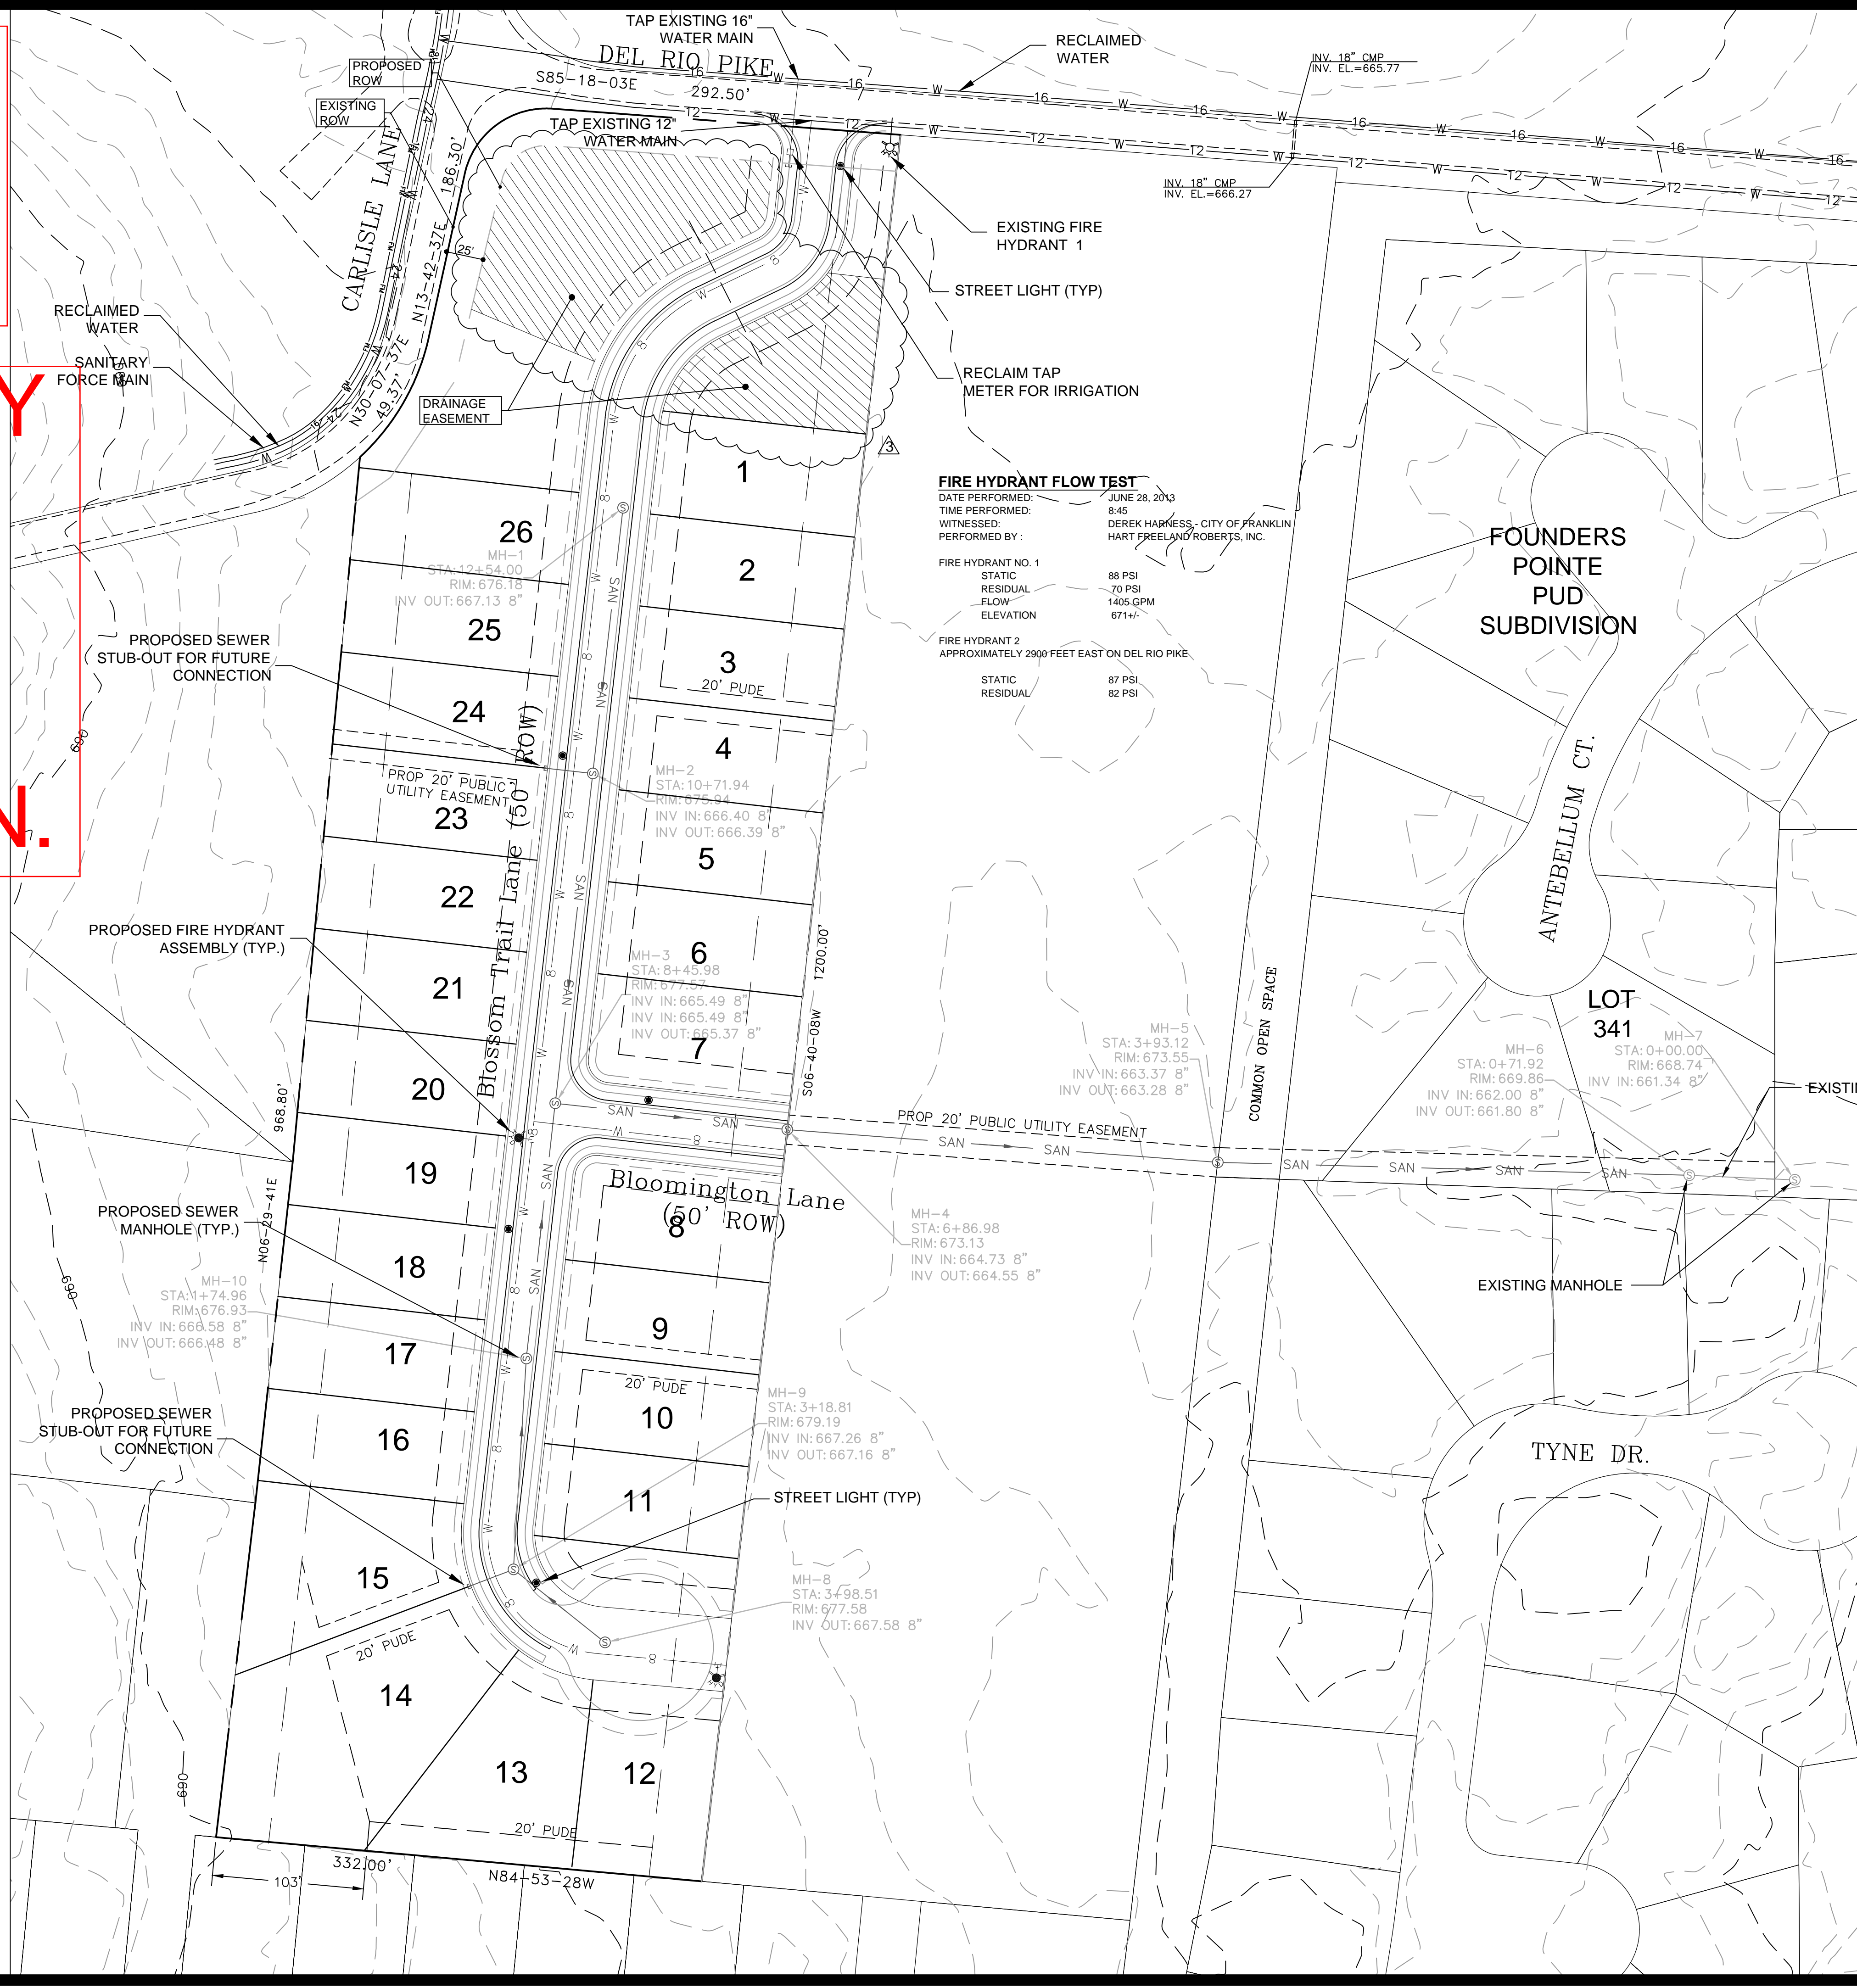 TAP EXISTING 16"
WATER MAIN
DEL RIO PIKE
S85-18-03E
292.50'
RECLAIMED
WATER
INV. 18" CMP
INV. EL.=665.77
PROPOSED
ROW
EXISTING
ROW
TAP EXISTING 12"
WATER MAIN
INV. 18" CMP
INV. EL.=666.27
CARLISLE LANE
186.30'
N13-42-37E
25'
EXISTING FIRE
HYDRANT 1
STREET LIGHT (TYP)
RECLAIMED
WATER
SANITARY
FORCE MAIN
N30-07-37E
49.37'
RECLAIM TAP
METER FOR IRRIGATION
DRAINAGE
EASEMENT
Y
N.
3
FIRE HYDRANT FLOW TEST
DATE PERFORMED: JUNE 28, 2013
TIME PERFORMED: 8:45
WITNESSED: DEREK HARNESS - CITY OF FRANKLIN
PERFORMED BY : HART FREELAND ROBERTS, INC.
FIRE HYDRANT NO. 1
STATIC 88 PSI
RESIDUAL 70 PSI
FLOW 1405 GPM
ELEVATION 671+/-
FIRE HYDRANT 2
APPROXIMATELY 2900 FEET EAST ON DEL RIO PIKE
STATIC 87 PSI
RESIDUAL 82 PSI
FOUNDERS
POINTE
PUD
SUBDIVISION
1
26
MH-1
STA: 12+54.00
RIM: 676.18
INV OUT: 667.13 8"
2
25
PROPOSED SEWER
STUB-OUT FOR FUTURE
CONNECTION
3
20' PUDE
24
4
690
PROP 20' PUBLIC
UTILITY EASEMENT
23
MH-2
STA: 10+71.94
RIM: 675.94
INV IN: 666.40 8"
INV OUT: 666.39 8"
ANTEBELLUM CT.
5
22
Blosson Trail Lane (50' ROW)
PROPOSED FIRE HYDRANT
ASSEMBLY (TYP.)
6
MH-3
STA: 8+45.98
RIM: 677.57
INV IN: 665.49 8"
INV IN: 665.49 8"
INV OUT: 665.37 8"
1200.00'
S06-40-08W
21
7
COMMON OPEN SPACE
LOT
341
MH-5
STA: 3+93.12
RIM: 673.55
INV IN: 663.37 8"
INV OUT: 663.28 8"
MH-6
STA: 0+71.92
RIM: 669.86
INV IN: 662.00 8"
INV OUT: 661.80 8"
MH-7
STA: 0+00.00
RIM: 668.74
INV IN: 661.34 8"
EXISTI
20
968.80'
N06-29-41E
PROP 20' PUBLIC UTILITY EASEMENT
19
Bloomington Lane
(50' ROW)
8
PROPOSED SEWER
MANHOLE (TYP.)
MH-4
STA: 6+86.98
RIM: 673.13
INV IN: 664.73 8"
INV OUT: 664.55 8"
EXISTING MANHOLE
18
690
MH-10
STA: 1+74.96
RIM: 676.93
INV IN: 666.58 8"
INV OUT: 666.48 8"
9
17
20' PUDE
10
MH-9
STA: 3+18.81
RIM: 679.19
INV IN: 667.26 8"
INV OUT: 667.16 8"
PROPOSED SEWER
STUB-OUT FOR FUTURE
CONNECTION
16
TYNE DR.
11
STREET LIGHT (TYP)
15
MH-8
STA: 3+98.51
RIM: 677.58
INV OUT: 667.58 8"
20' PUDE
14
13
12
690
20' PUDE
332.00'
N84-53-28W
103'